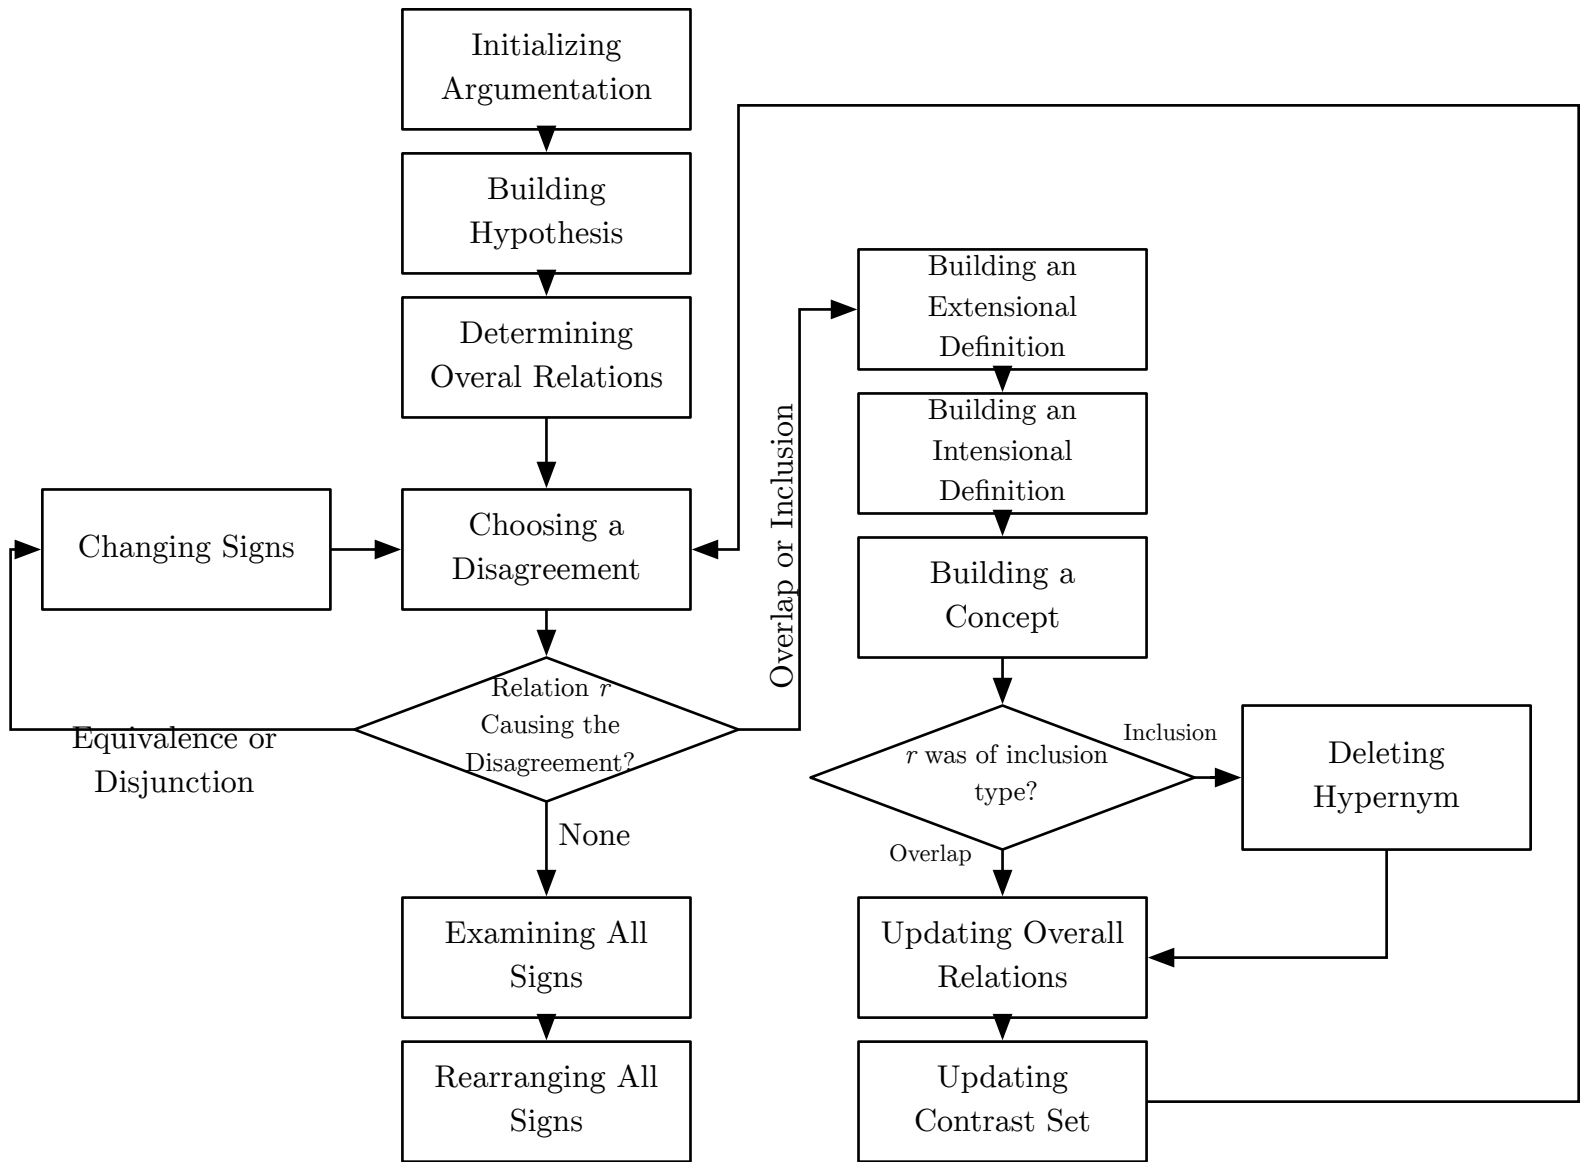 Initializing
Argumentation
Building
Hypothesis
Determining
Overal Relations
Changing Signs
Choosing a
Disagreement
Relation r
Causing the
Disagreement?
Equivalence or
Disjunction
None
Examining All
Signs
Rearranging All
Signs
Overlap or Inclusion
Building an
Extensional
Definition
Building an
Intensional
Definition
Building a
Concept
r was of inclusion
type?
Inclusion
Deleting
Hypernym
Overlap
Updating Overall
Relations
Updating
Contrast Set